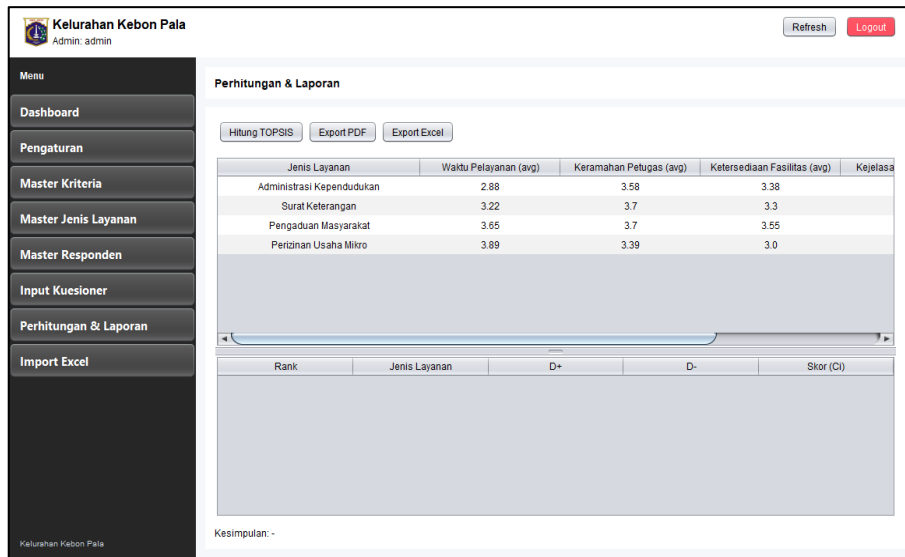 Kelurahan Kebon Pala
Admin: admin
Refresh
Logout
Menu
Dashboard
Pengaturan
Master Kriteria
Master Jenis Layanan
Master Responden
Input Kuesioner
Perhitungan & Laporan
Import Excel
Kelurahan Kebon Pala
Perhitungan & Laporan
Hitung TOPSIS Export PDF Export Excel
Jenis Layanan Waktu Pelayanan (avg) Keramahan Petugas (avg) Ketersediaan Fasilitas (avg) Kejelasa
Administrasi Kependudukan 2.88 3.58 3.38
Surat Keterangan 3.22 3.7 3.3
Pengaduan Masyarakat 3.65 3.7 3.55
Perizinan Usaha Mikro 3.89 3.39 3.0
Rank Jenis Layanan D+ D- Skor (Ci)
Kesimpulan: -